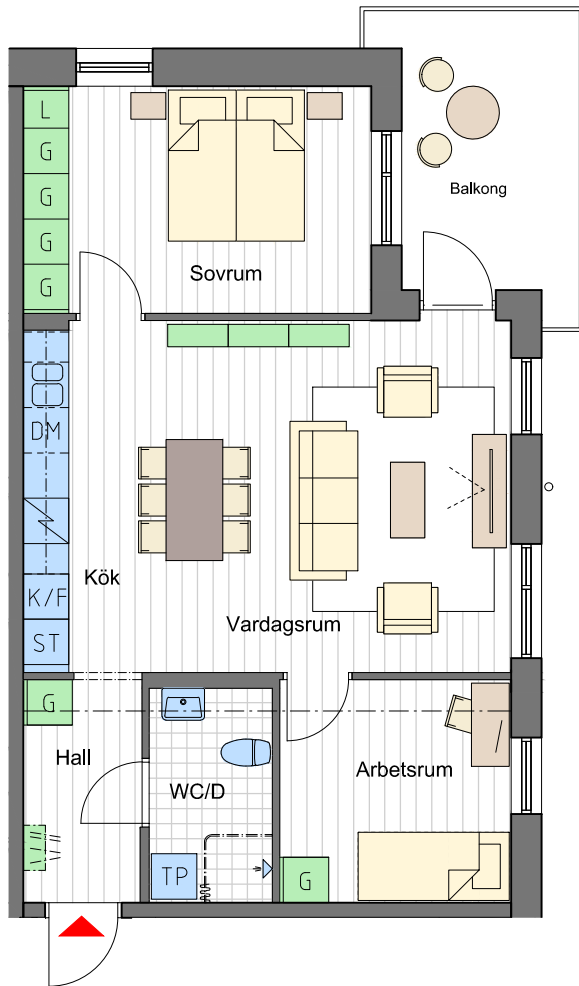 L
G
G
G
G
Sovrum
Balkong
DM
K/F
ST
Kök
Vardagsrum
G
Hall
WC/D
Arbetsrum
TP
G